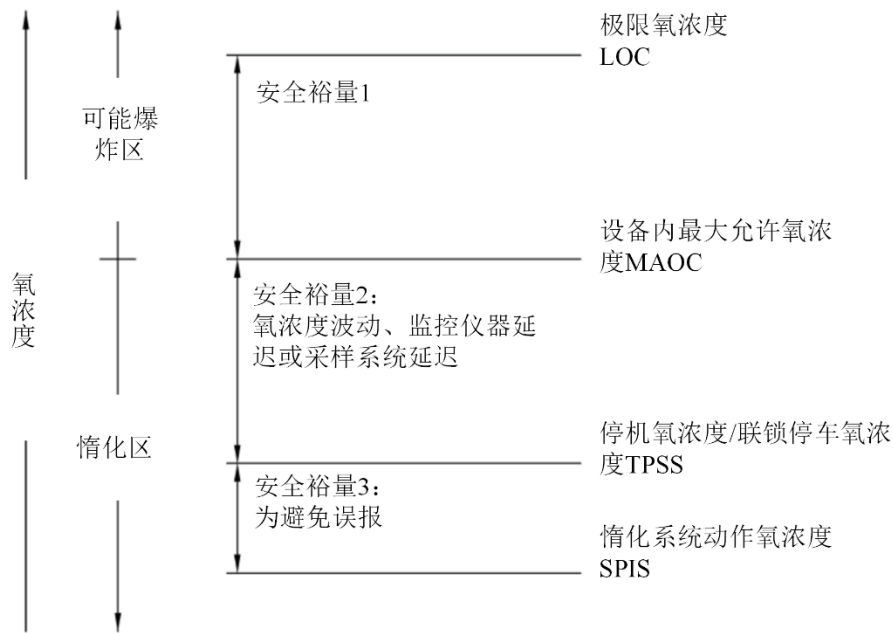 极限氧浓度
LOC
安全裕量1
可能爆
炸区
设备内最大允许氧浓
度MAOC
氧浓度
安全裕量2：
氧浓度波动、监控仪器延
迟或采样系统延迟
惰化区
停机氧浓度/联锁停车氧浓
度TPSS
安全裕量3：
为避免误报
惰化系统动作氧浓度
SPIS